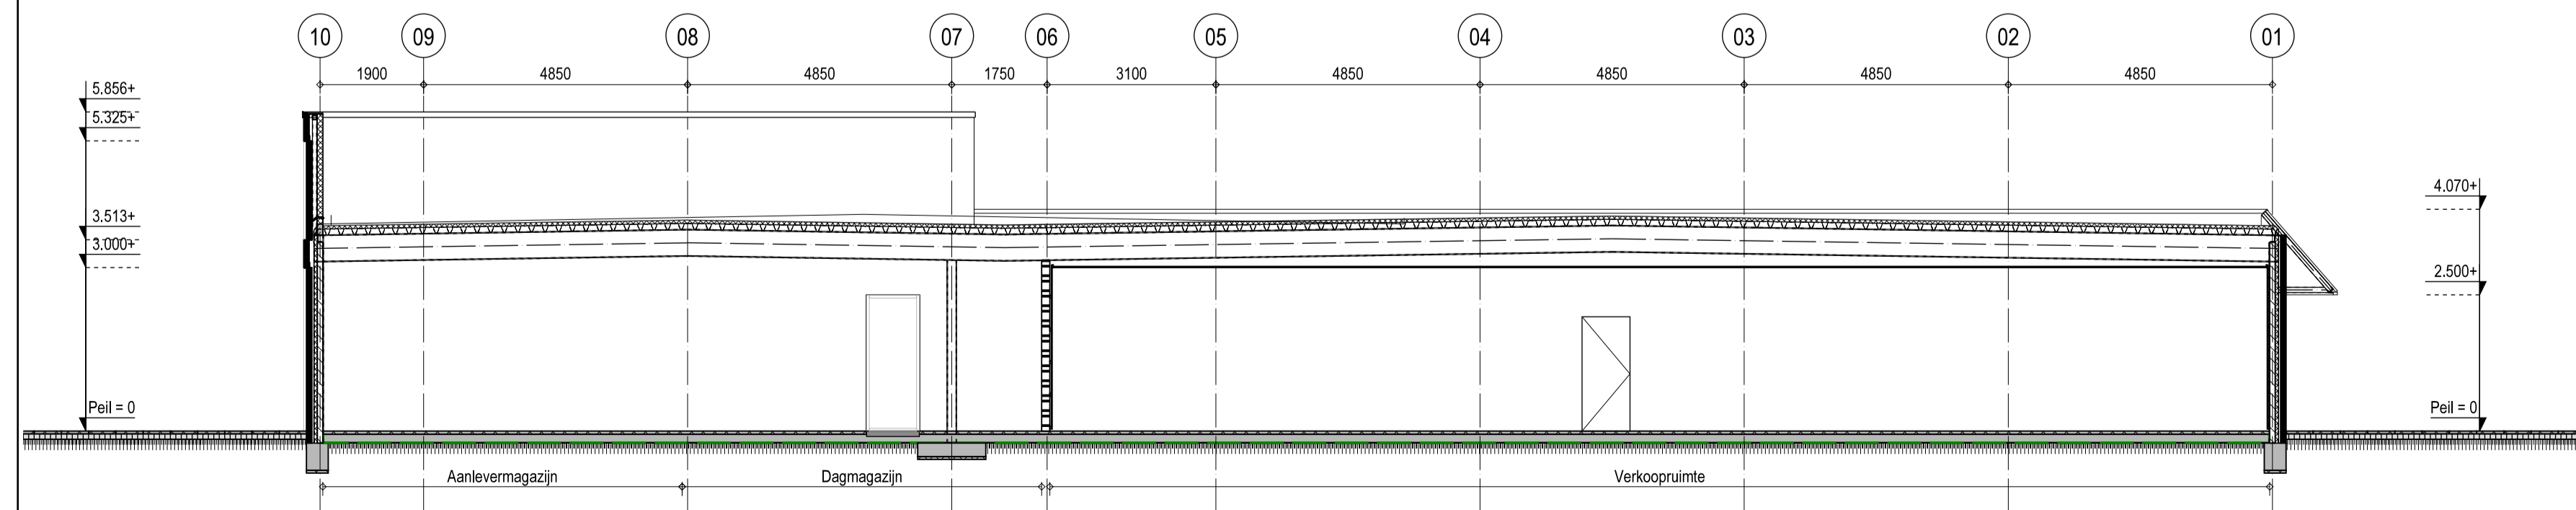 10 09 08 07 06 05 04 03 02 01
1900 4850 4850 1750 3100 4850 4850 4850 4850
5.856+
5.325+
4.070+
3.513+
3.000+
2.500+
Peil = 0 Peil = 0
Aanlevermagazijn Dagmagazijn Verkoopruimte